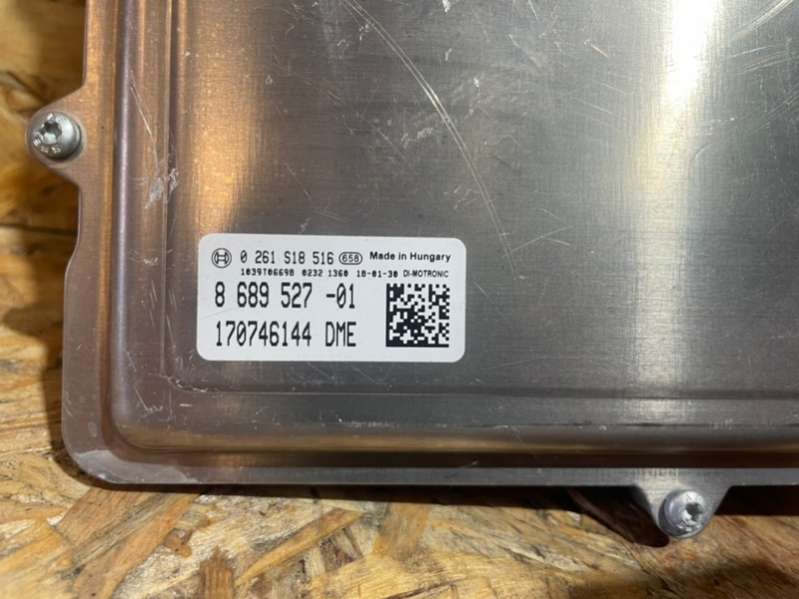 0 261 S18 516 658 Made in Hungary
1039T06698 0232 1360 18-01-30 DI-MOTRONIC
8 689 527 -01
170746144 DME